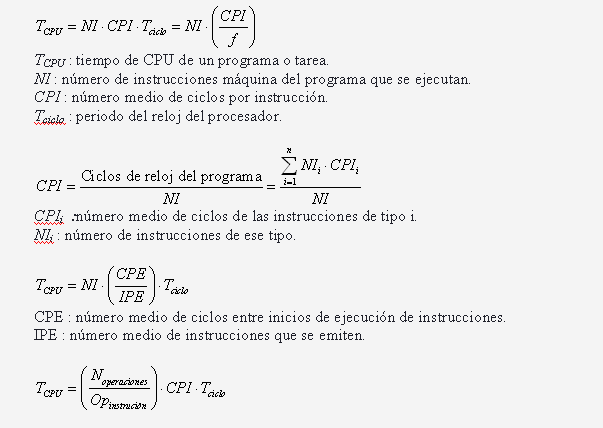 T_CPU = NI · CPI · T_ciclo = NI · (CPI / f)
T_CPU : tiempo de CPU de un programa o tarea.
NI : número de instrucciones máquina del programa que se ejecutan.
CPI : número medio de ciclos por instrucción.
T_ciclo : periodo del reloj del procesador.
CPI = Ciclos de reloj del programa / NI = ∑_{i=1}^{n} NI_i · CPI_i / NI
CPI_i .número medio de ciclos de las instrucciones de tipo i.
NI_i : número de instrucciones de ese tipo.
T_CPU = NI · (CPE / IPE) · T_ciclo
CPE : número medio de ciclos entre inicios de ejecución de instrucciones.
IPE : número medio de instrucciones que se emiten.
T_CPU = (N_operaciones / Op_instrución) · CPI · T_ciclo